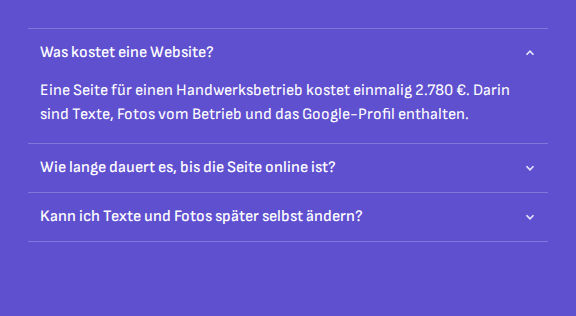 Was kostet eine Website?
Eine Seite für einen Handwerksbetrieb kostet einmalig 2.780 €. Darin
sind Texte, Fotos vom Betrieb und das Google-Profil enthalten.
Wie lange dauert es, bis die Seite online ist?
Kann ich Texte und Fotos später selbst ändern?